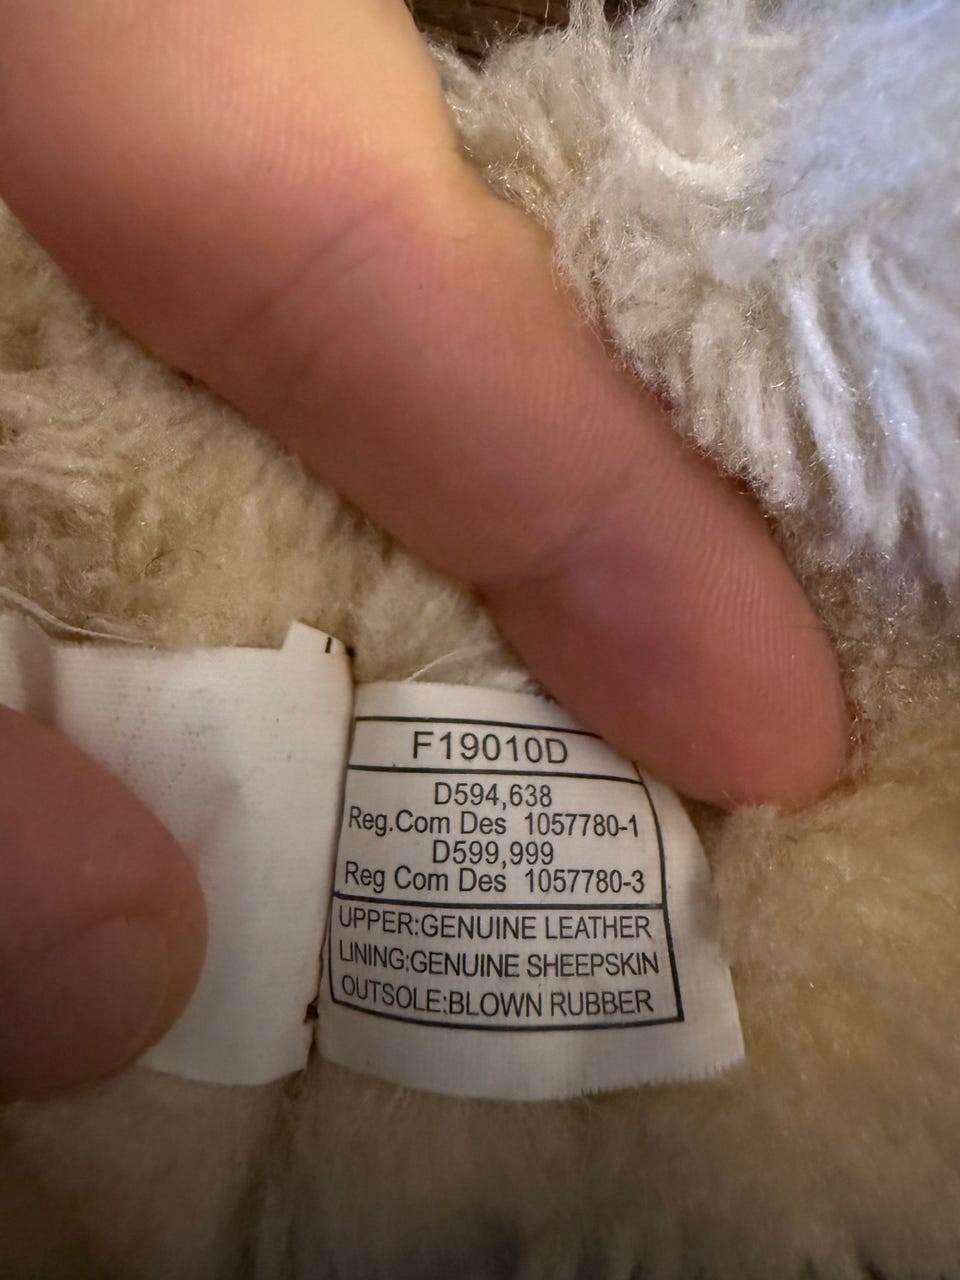 F19010D
D594,638
Reg.Com Des 1057780-1
D599,999
Reg Com Des 1057780-3
UPPER:GENUINE LEATHER
LINING:GENUINE SHEEPSKIN
OUTSOLE:BLOWN RUBBER